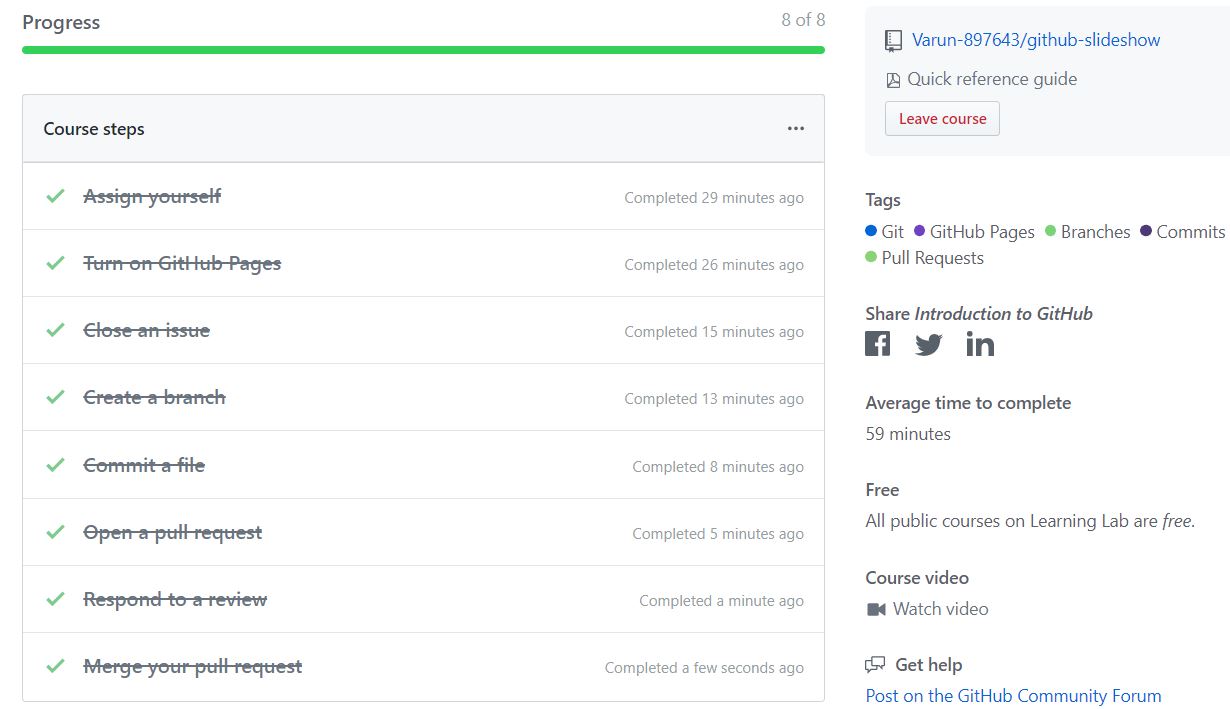 Progress
8 of 8
Course steps
Assign yourself
Completed 29 minutes ago
Turn on GitHub Pages
Completed 26 minutes ago
Close an issue
Completed 15 minutes ago
Create a branch
Completed 13 minutes ago
Commit a file
Completed 8 minutes ago
Open a pull request
Completed 5 minutes ago
Respond to a review
Completed a minute ago
Merge your pull request
Completed a few seconds ago
Varun-897643/github-slideshow
Quick reference guide
Leave course
Tags
Git GitHub Pages Branches Commits
Pull Requests
Share Introduction to GitHub
Average time to complete
59 minutes
Free
All public courses on Learning Lab are free.
Course video
Watch video
Get help
Post on the GitHub Community Forum